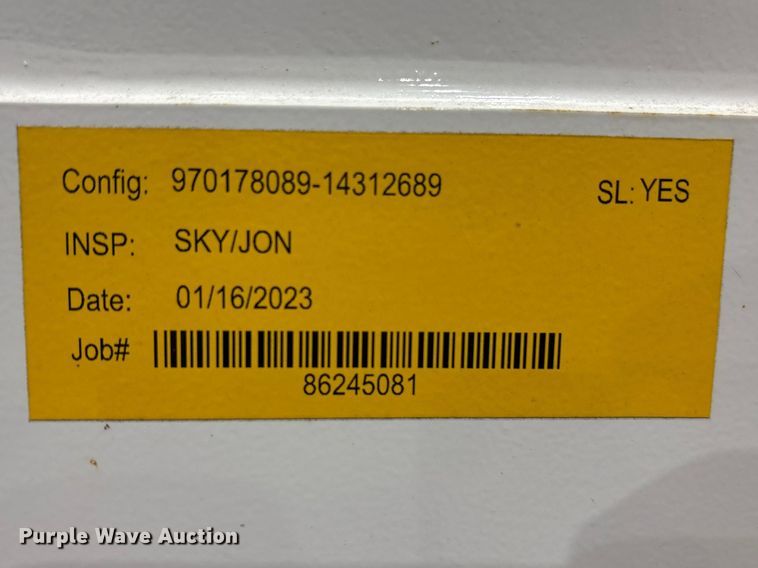 Config: 970178089-14312689 SL: YES
INSP: SKY/JON
Date: 01/16/2023
Job#
86245081
Purple Wave Auction